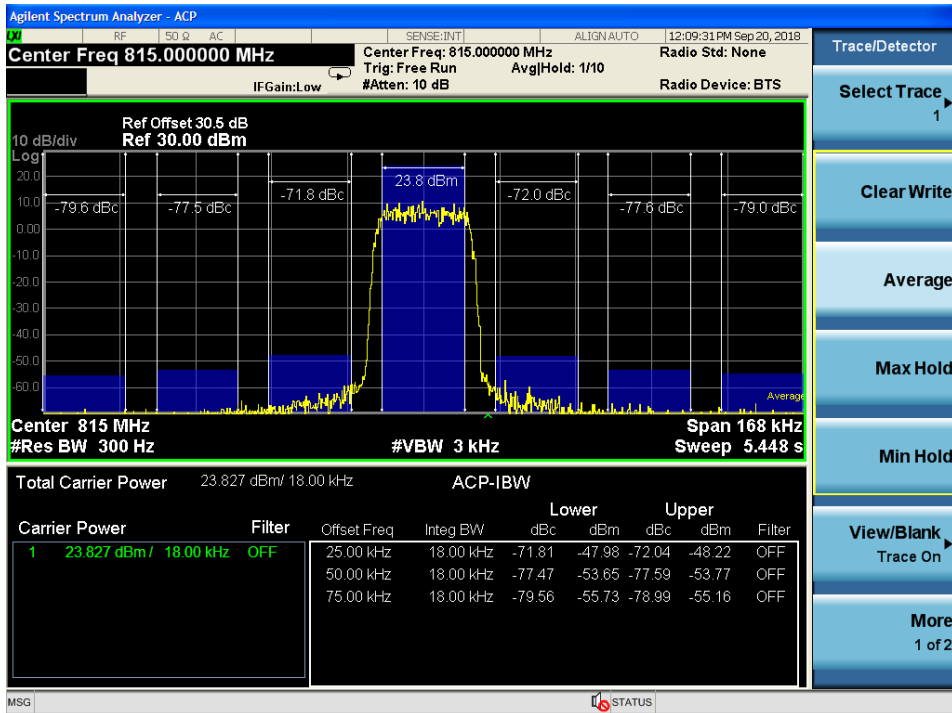 Agilent Spectrum Analyzer - ACP
LXI RF 50 Ω AC SENSE:INT ALIGN AUTO 12:09:31 PM Sep 20, 2018
Center Freq 815.000000 MHz
Center Freq: 815.000000 MHz
Radio Std: None
Trig: Free Run Avg|Hold: 1/10
IFGain:Low
#Atten: 10 dB
Radio Device: BTS
Ref Offset 30.5 dB
10 dB/div Ref 30.00 dBm
Log
20.0
10.0
0.00
-10.0
-20.0
-30.0
-40.0
-50.0
-60.0
-79.6 dBc -77.5 dBc -71.8 dBc 23.8 dBm -72.0 dBc -77.6 dBc -79.0 dBc
Average
Center 815 MHz Span 168 kHz
#Res BW 300 Hz #VBW 3 kHz Sweep 5.448 s
Total Carrier Power 23.827 dBm/ 18.00 kHz ACP-IBW
Lower Upper
Carrier Power Filter Offset Freq Integ BW dBc dBm dBc dBm Filter
1 23.827 dBm / 18.00 kHz OFF 25.00 kHz 18.00 kHz -71.81 -47.98 -72.04 -48.22 OFF
50.00 kHz 18.00 kHz -77.47 -53.65 -77.59 -53.77 OFF
75.00 kHz 18.00 kHz -79.56 -55.73 -78.99 -55.16 OFF
MSG STATUS
Trace/Detector
Select Trace
1
Clear Write
Average
Max Hold
Min Hold
View/Blank
Trace On
More
1 of 2